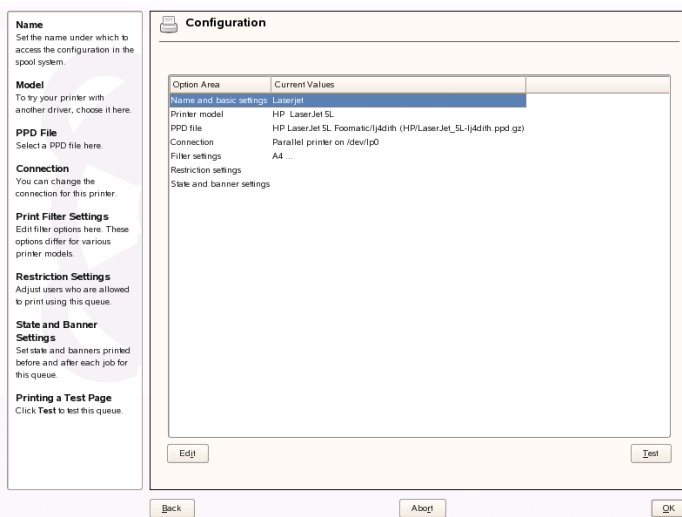 Name
Set the name under which to
access the configuration in the
spool system.
Model
To try your printer with
another driver, choose it here.
PPD File
Select a PPD file here.
Connection
You can change the
connection for this printer.
Print Filter Settings
Edit filter options here. These
options differ for various
printer models.
Restriction Settings
Adjust users who are allowed
to print using this queue.
State and Banner
Settings
Set state and banners printed
before and after each job for
this queue.
Printing a Test Page
Click Test to test this queue.
Configuration
Option Area Current Values
Name and basic settings Laserjet
Printer model HP LaserJet 5L
PPD file HP LaserJet 5L Foomatic/lj4dith (HP/LaserJet_5L-lj4dith.ppd.gz)
Connection Parallel printer on /dev/lp0
Filter settings A4 ...
Restriction settings
State and banner settings
Edit Test
Back Abort OK